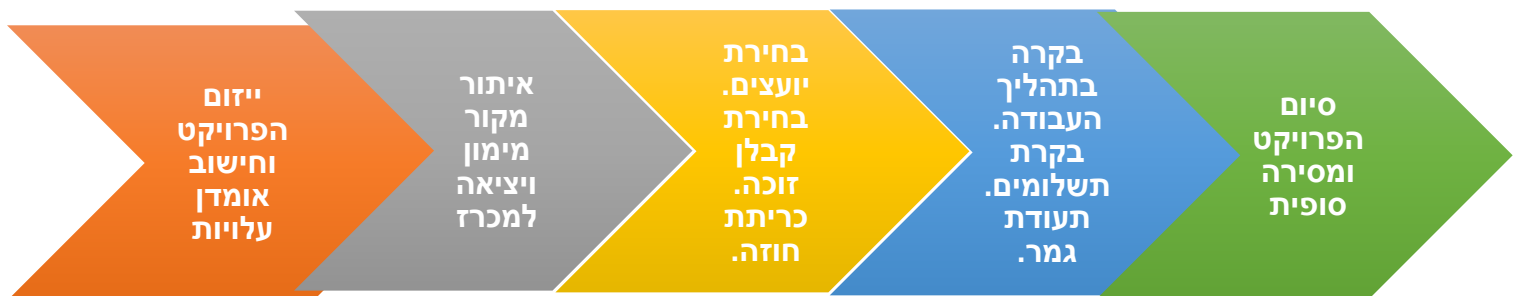 ייזום
הפרויקט
וחישוב
אומדן
עלויות
איתור
מקור
מימון
ויציאה
למכרז
בחירת
יועצים.
בחירת
קבלן
זוכה.
כריתת
חוזה.
בקרה
בתהליך
העבודה.
בקרת
תשלומים.
תעודת
גמר.
סיום
הפרויקט
ומסירה
סופית